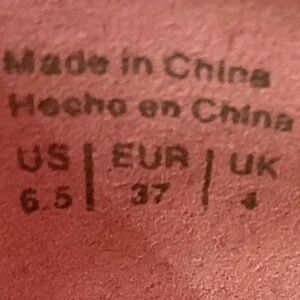 Made in China
Hecho en China
US | EUR | UK
6.5 | 37 | 4